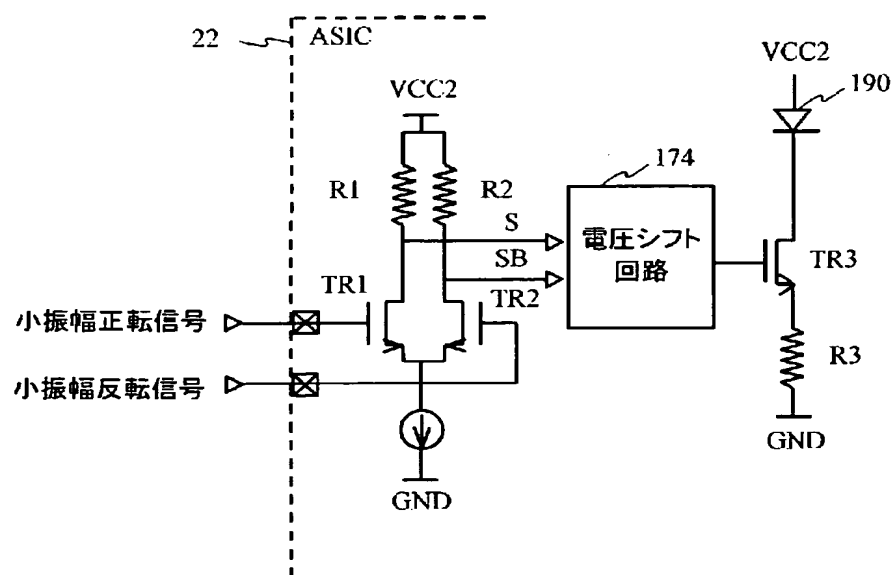 22
ASIC
VCC2
VCC2
190
R1
R2
174
S
電圧シフト
回路
SB
TR1
TR2
TR3
小振幅正転信号
R3
小振幅反転信号
GND
GND